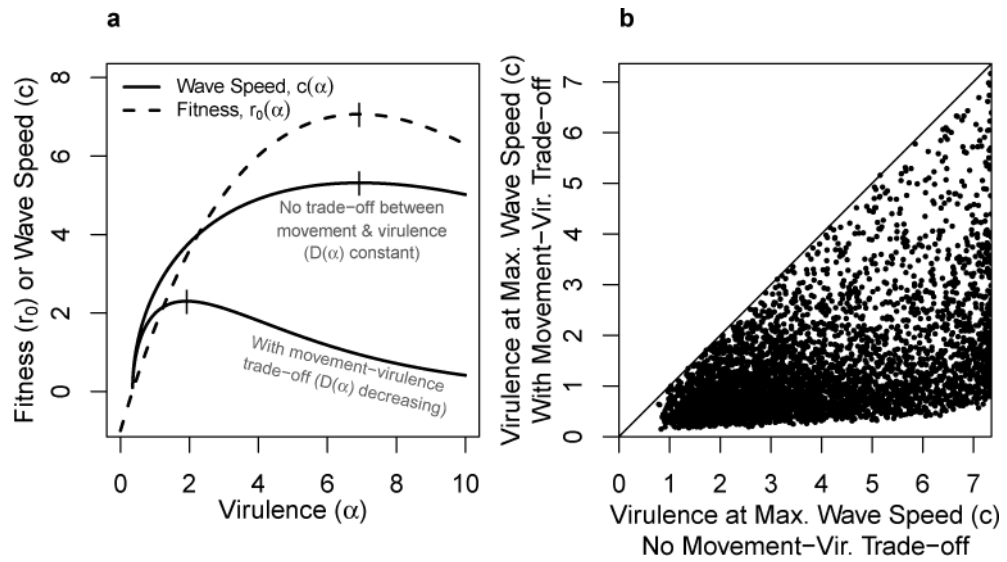 a
Fitness (r0) or Wave Speed (c)
8
6
4
2
0
Wave Speed, c(α)
Fitness, r0(α)
No trade−off between
movement & virulence
(D(α) constant)
With movement−virulence
trade−off (D(α) decreasing)
0 2 4 6 8 10
Virulence (α)
b
Virulence at Max. Wave Speed (c)
With Movement−Vir. Trade−off
7
6
5
4
3
2
1
0
0 1 2 3 4 5 6 7
Virulence at Max. Wave Speed (c)
No Movement−Vir. Trade−off